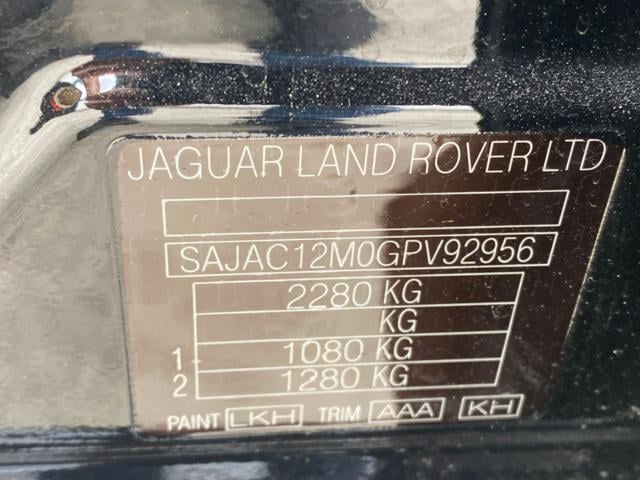 JAGUAR LAND ROVER LTD
SAJAC12M0GPV92956
2280 KG
KG
1 1080 KG
2 1280 KG
PAINT LKH TRIM AAA KH